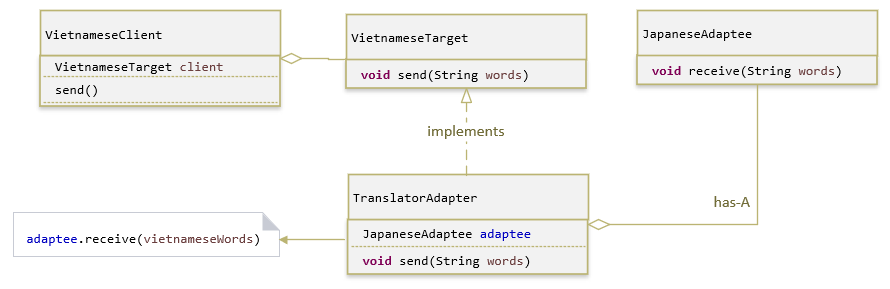 VietnameseClient
VietnameseTarget client
send()
VietnameseTarget
void send(String words)
JapaneseAdaptee
void receive(String words)
implements
TranslatorAdapter
JapaneseAdaptee adaptee
void send(String words)
has-A
adaptee.receive(vietnameseWords)